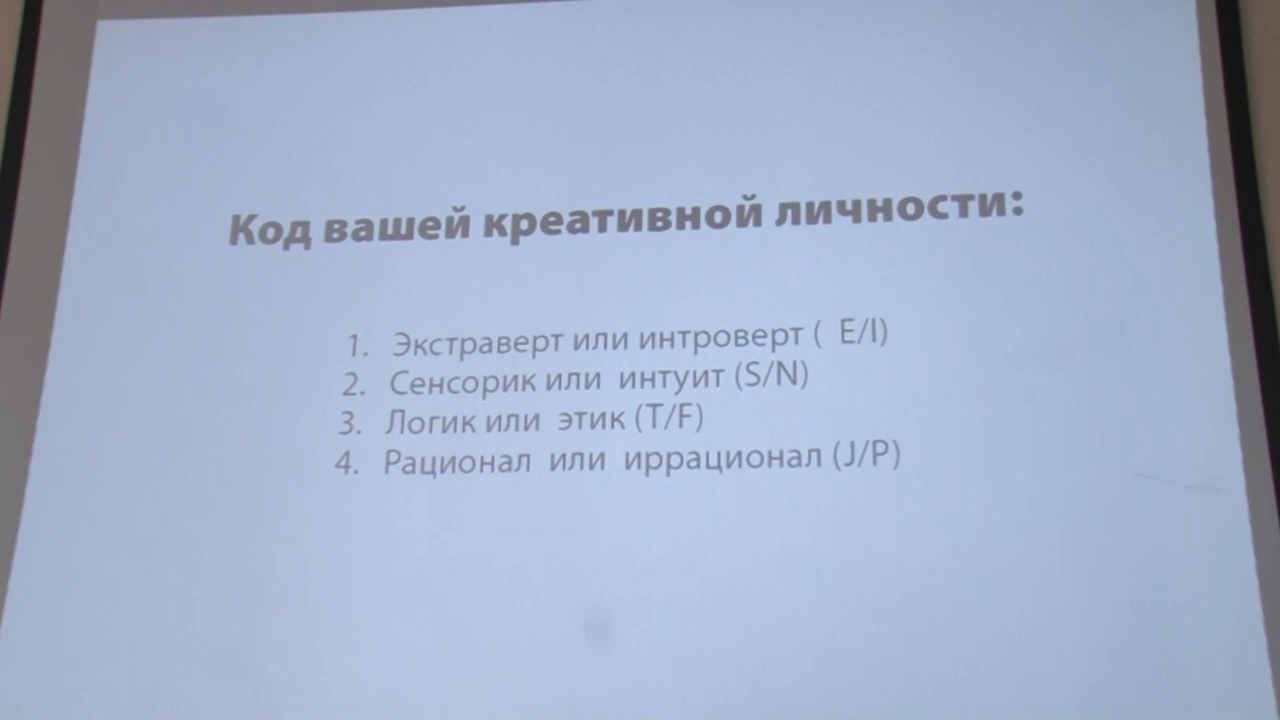 Код вашей креативной личности:
1. Экстраверт или интроверт ( E/I)
2. Сенсорик или интуит (S/N)
3. Логик или этик (T/F)
4. Рационал или иррационал (J/P)